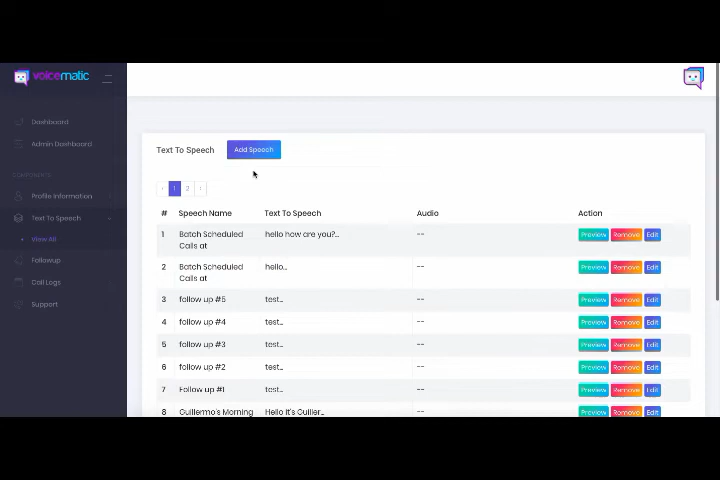 voicematic
Dashboard
Admin Dashboard
COMPONENTS
Profile Information
Text To Speech
View All
Followup
Call Logs
Support
Text To Speech
Add Speech
‹ 1 2 ›
# Speech Name Text To Speech Audio Action
1 Batch Scheduled Calls at hello how are you?... -- Preview Remove Edit
2 Batch Scheduled Calls at hello... -- Preview Remove Edit
3 follow up #5 test... -- Preview Remove Edit
4 follow up #4 test... -- Preview Remove Edit
5 follow up #3 test... -- Preview Remove Edit
6 follow up #2 test... -- Preview Remove Edit
7 Follow up #1 test... -- Preview Remove Edit
8 Guillermo's Morning Hello it's Guiller... -- Preview Remove Edit